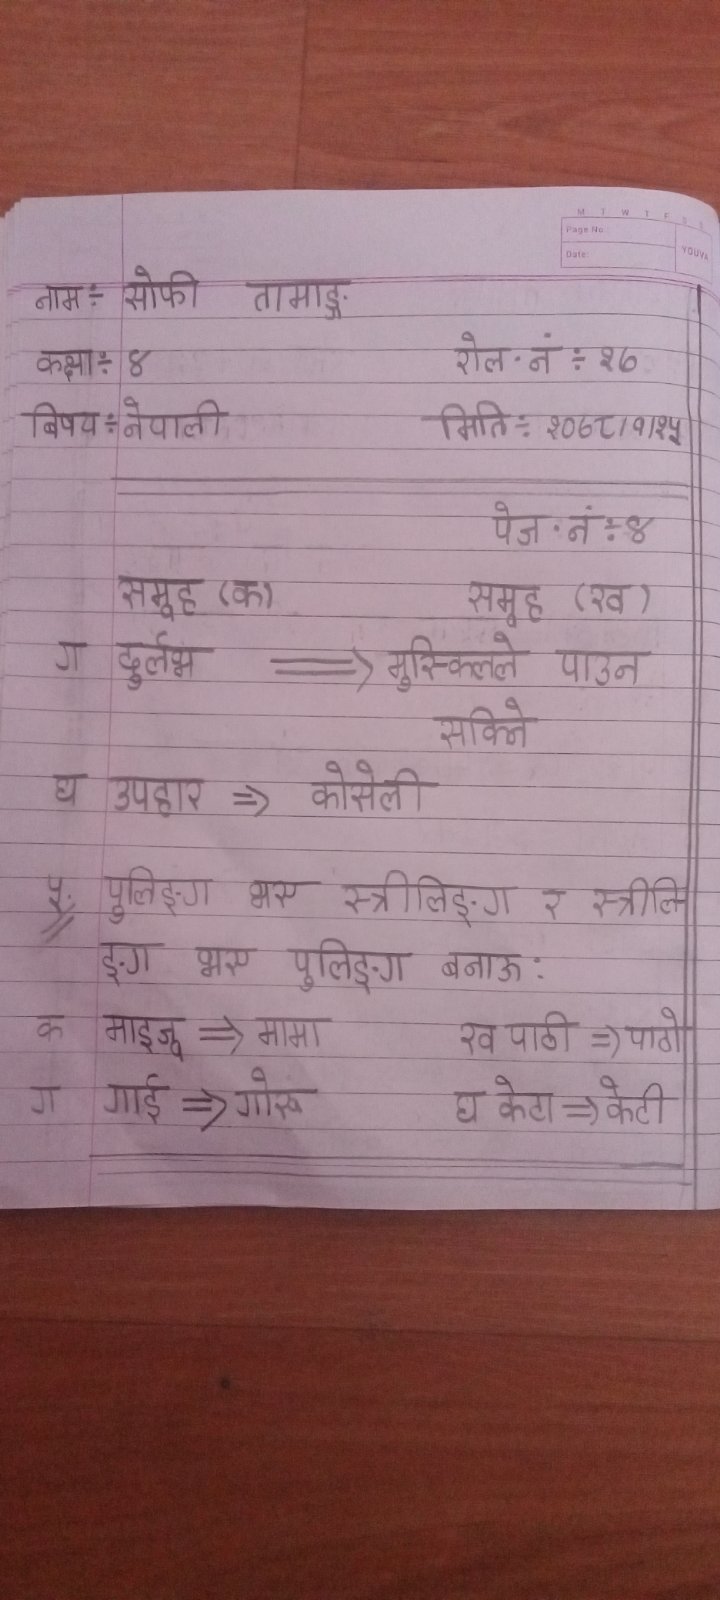 M T W T F S S
Page No
Date:
YOUVA
नाम÷ सोफी तामाङ्ग
कक्षा÷ ४ रोल.नं ÷ २७
बिषय÷ नेपाली मिति÷ २०७८।१।२५
पेज.नं÷४
समूह (क) समूह (ख)
ग दुर्लभ ⇒ मुस्किलले पाउन
सकिने
घ उपहार ⇒ कोसेली
५. पुलिङ्ग भए स्त्रीलिङ्ग र स्त्रीलि
ङ्ग भए पुलिङ्ग बनाऊ:
क माइजू ⇒ मामा ख पाठी ⇒ पाठो
ग गाई ⇒ गोरू घ केटा ⇒ केटी